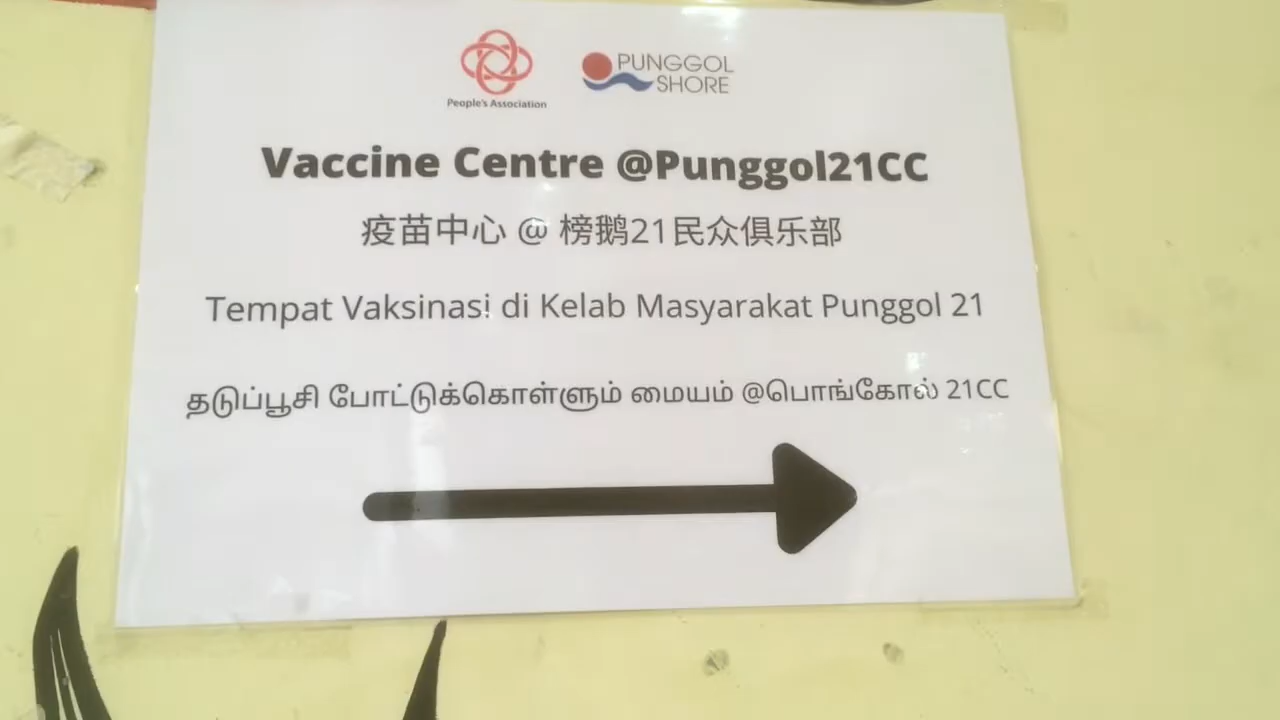 People's Association
PUNGGOL
SHORE
Vaccine Centre @Punggol21CC
疫苗中心 @ 榜鹅21民众俱乐部
Tempat Vaksinasi di Kelab Masyarakat Punggol 21
தடுப்பூசி போட்டுக்கொள்ளும் மையம் @பொங்கோல் 21CC